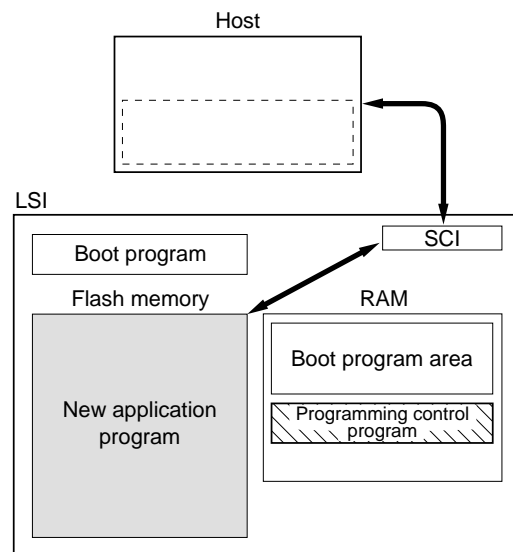 Host
LSI
SCI
Boot program
Flash memory
RAM
Boot program area
New application
program
Programming control
program